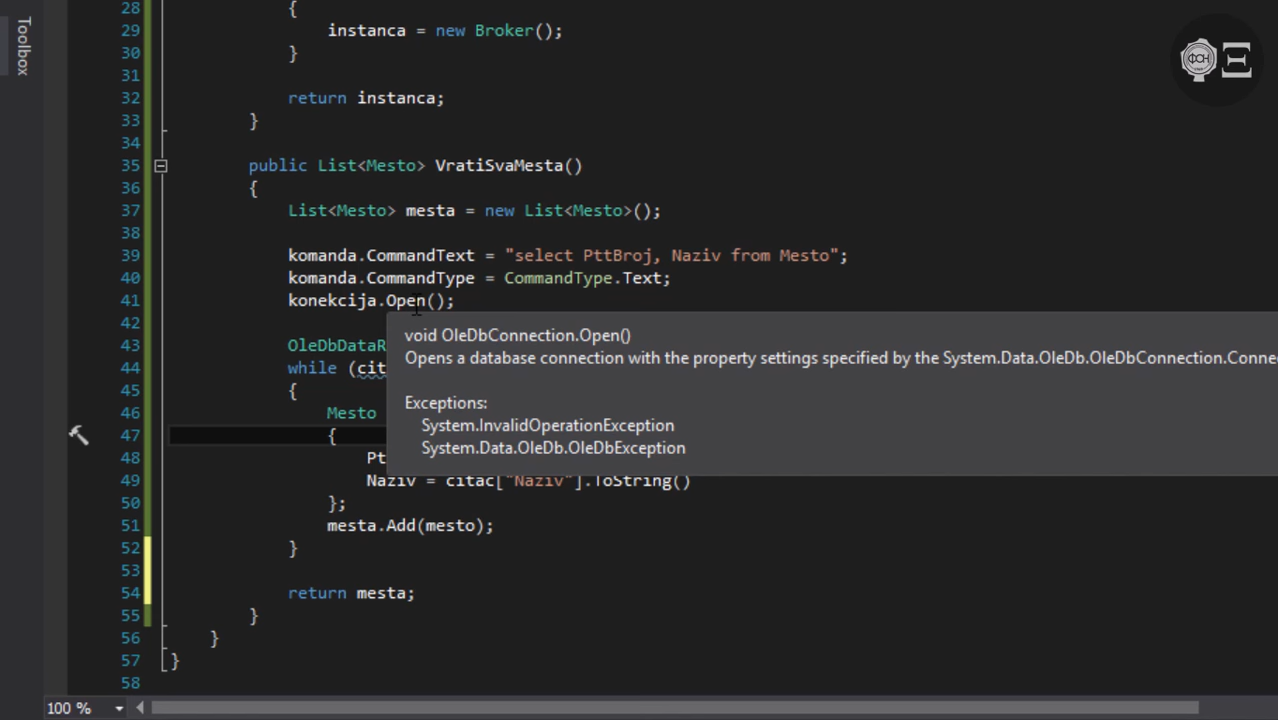 Toolbox
28 {
29 instanca = new Broker();
30 }
31
32 return instanca;
33 }
34
35 public List<Mesto> VratiSvaMesta()
36 {
37 List<Mesto> mesta = new List<Mesto>();
38
39 komanda.CommandText = "select PttBroj, Naziv from Mesto";
40 komanda.CommandType = CommandType.Text;
41 konekcija.Open();
42
void OleDbConnection.Open()
43 OleDbDataR
Opens a database connection with the property settings specified by the System.Data.OleDb.OleDbConnection.Conne
44 while (cit
45 {
Exceptions:
46 Mesto
System.InvalidOperationException
47 {
System.Data.OleDb.OleDbException
48 Pt
49 Naziv = citac["Naziv"].ToString()
50 };
51 mesta.Add(mesto);
52 }
53
54 return mesta;
55 }
56 }
57 }
58
100 %
ФОН Ξ